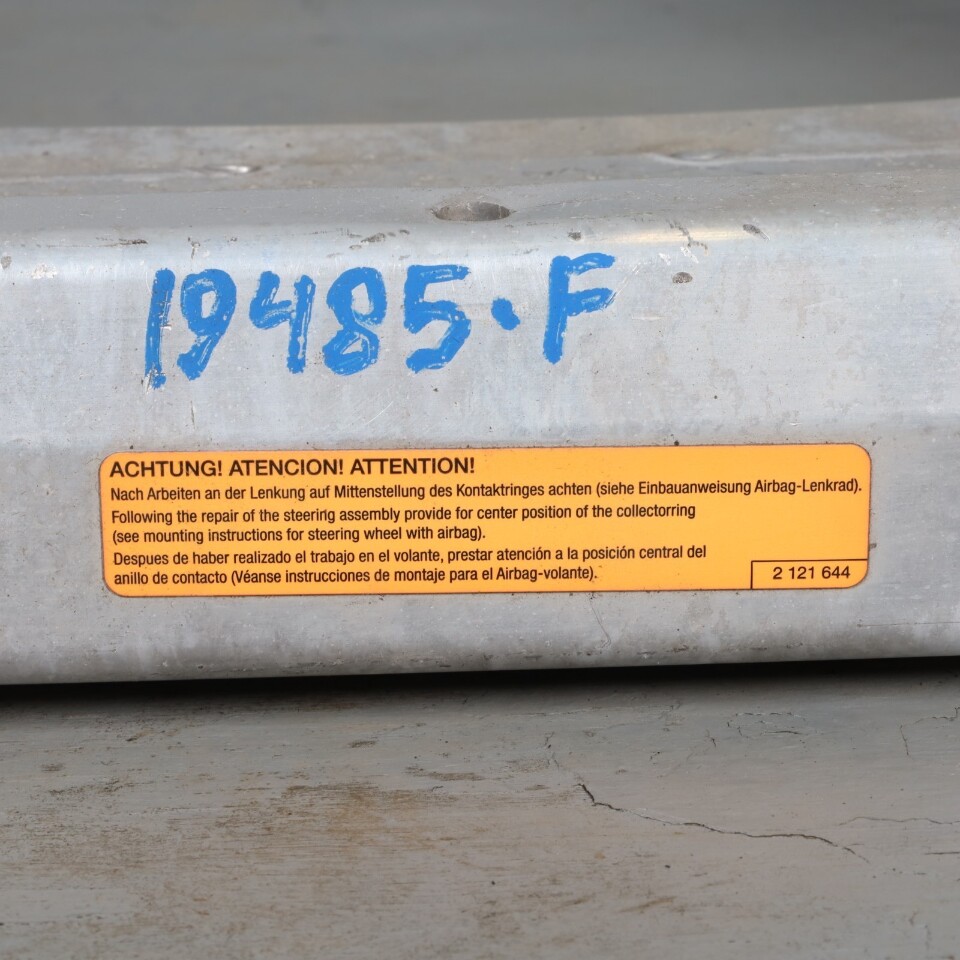 19485.F
ACHTUNG! ATENCION! ATTENTION!
Nach Arbeiten an der Lenkung auf Mittenstellung des Kontaktringes achten (siehe Einbauanweisung Airbag-Lenkrad).
Following the repair of the steering assembly provide for center position of the collectorring
(see mounting instructions for steering wheel with airbag).
Despues de haber realizado el trabajo en el volante, prestar atención a la posición central del
anillo de contacto (Véanse instrucciones de montaje para el Airbag-volante).
2 121 644